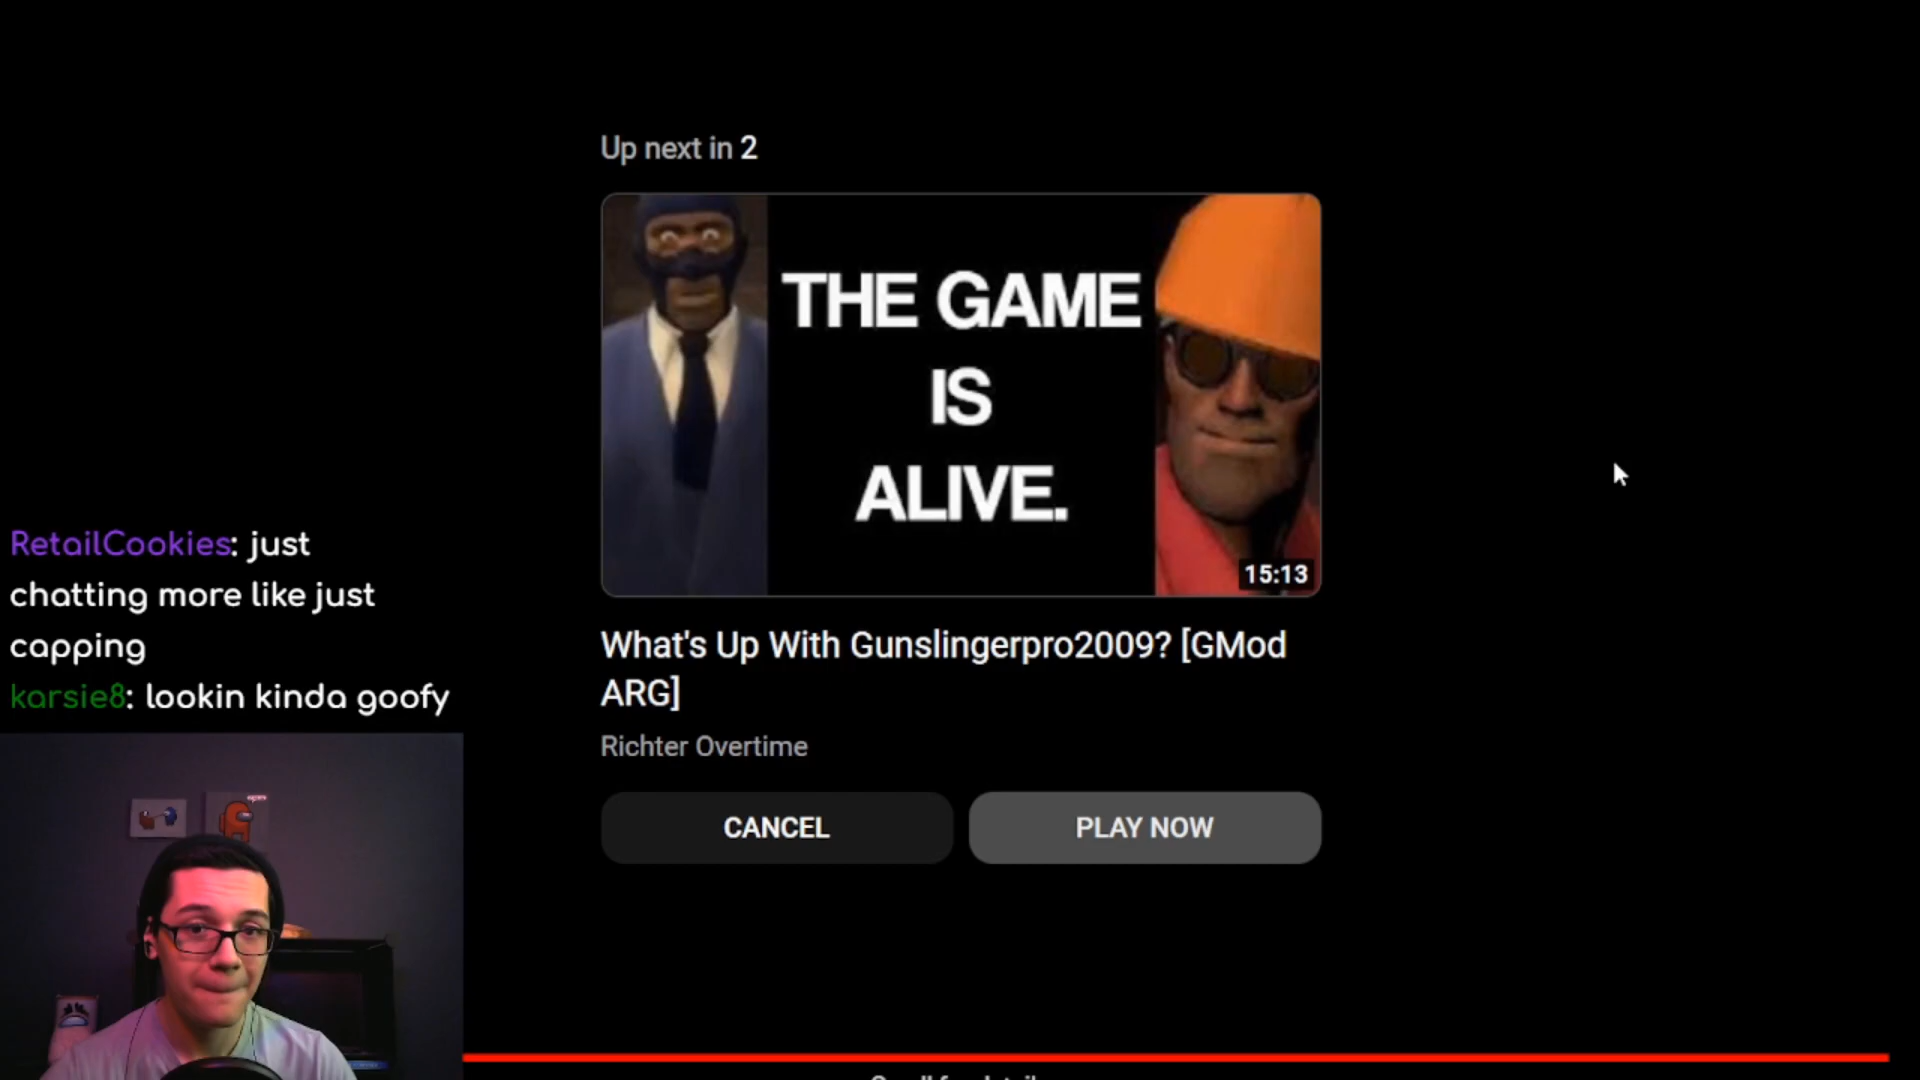 Up next in 2
THE GAME
IS
ALIVE.
15:13
What's Up With Gunslingerpro2009? [GMod
ARG]
Richter Overtime
CANCEL
PLAY NOW
RetailCookies: just
chatting more like just
capping
karsie8: lookin kinda goofy